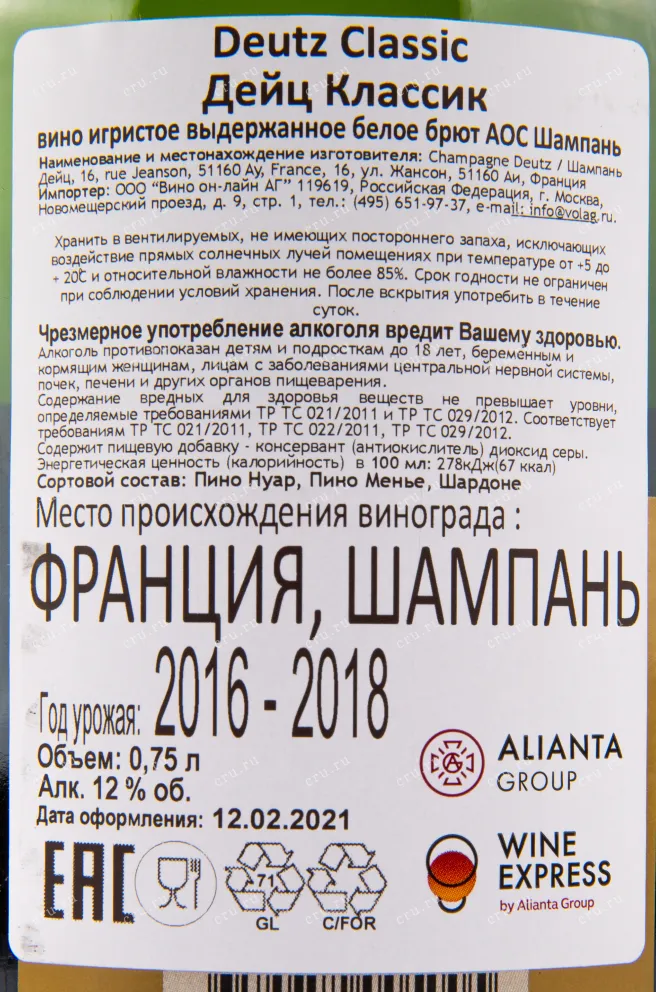 Deutz Classic
Дейц Классик
вино игристое выдержанное белое брют АОС Шампань
Наименование и местонахождение изготовителя: Champagne Deutz / Шампань
Дейц, 16, rue Jeanson, 51160 Ay, France, 16, ул. Жансон, 51160 Аи, Франция
Импортер: ООО "Вино он-лайн АГ" 119619, Российская Федерация, г. Москва,
Новомещерский проезд, д. 9, стр. 1, тел.: (495) 651-97-37, e-mail: info@volag.ru.
Хранить в вентилируемых, не имеющих постороннего запаха, исключающих
воздействие прямых солнечных лучей помещениях при температуре от +5 до
+ 20℃ и относительной влажности не более 85%. Срок годности не ограничен
при соблюдении условий хранения. После вскрытия употребить в течение
суток.
Чрезмерное употребление алкоголя вредит Вашему здоровью.
Алкоголь противопоказан детям и подросткам до 18 лет, беременным и
кормящим женщинам, лицам с заболеваниями центральной нервной системы,
почек, печени и других органов пищеварения.
Содержание вредных для здоровья веществ не превышает уровни,
определяемые требованиями ТР ТС 021/2011 и ТР ТС 029/2012. Соответствует
требованиям ТР ТС 021/2011, ТР ТС 022/2011, ТР ТС 029/2012.
Содержит пищевую добавку - консервант (антиокислитель) диоксид серы.
Энергетическая ценность (калорийность) в 100 мл: 278кДж(67 ккал)
Сортовой состав: Пино Нуар, Пино Менье, Шардоне
Место происхождения винограда :
ФРАНЦИЯ, ШАМПАНЬ
Год урожая: 2016 - 2018
Объем: 0,75 л
Алк. 12 % об.
Дата оформления: 12.02.2021
ALIANTA
GROUP
WINE
EXPRESS
by Alianta Group
EAC
71
GL
C/FOR
cru.ru